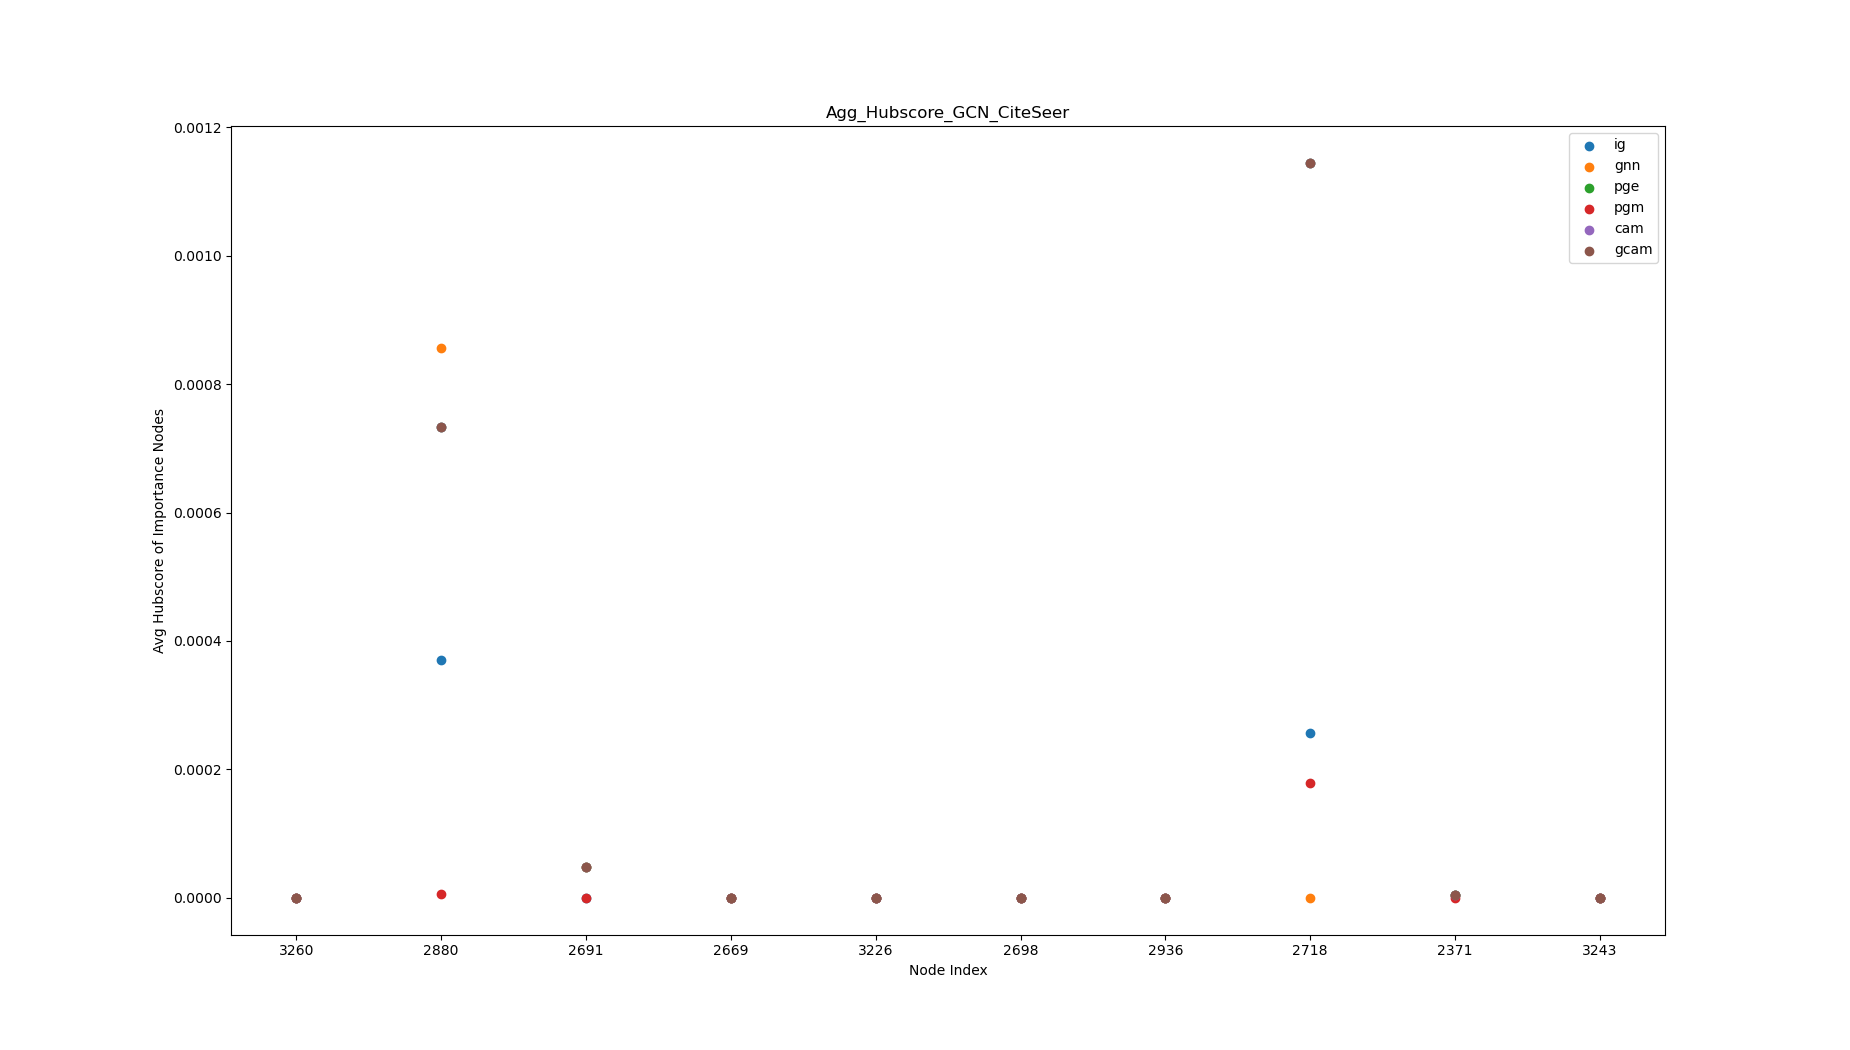 Agg_Hubscore_GCN_CiteSeer
0.0012
0.0010
0.0008
0.0006
0.0004
0.0002
0.0000
Avg Hubscore of Importance Nodes
ig
gnn
pge
pgm
cam
gcam
3260 2880 2691 2669 3226 2698 2936 2718 2371 3243
Node Index